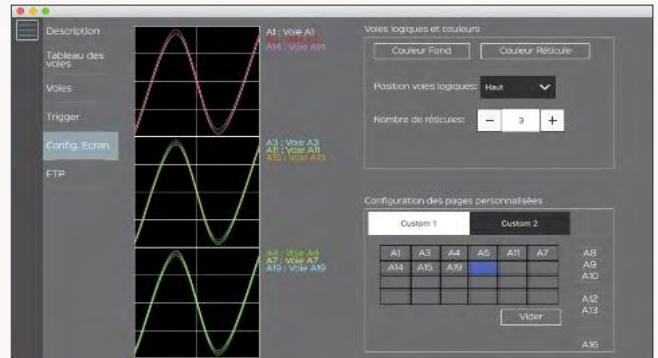 Description
Tableau des
voies
Voies
Trigger
Config. Ecran
FTP
A1 : Voie A1
A14 : Voie A14
A3 : Voie A3
A11 : Voie A11
A15 : Voie A15
A4 : Voie A4
A7 : Voie A7
A19 : Voie A19
Voies logiques et couleurs
Couleur Fond
Couleur Réticule
Position voies logiques:
Haut
Nombre de réticules:
−
3
+
Configuration des pages personnalisées
Custom 1
Custom 2
A1 A3 A4 A5 A11 A7
A14 A15 A19
A8
A9
A10
A12
A13
A16
Vider